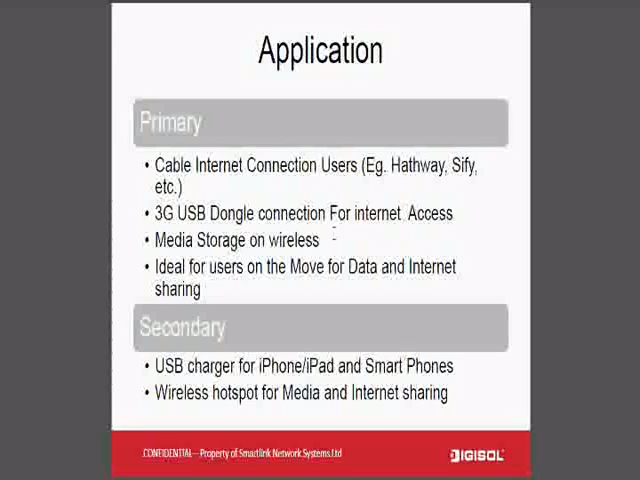 Application
Primary
• Cable Internet Connection Users (Eg. Hathway, Sify,
etc.)
• 3G USB Dongle connection For internet Access
• Media Storage on wireless
• Ideal for users on the Move for Data and Internet
sharing
Secondary
• USB charger for iPhone/iPad and Smart Phones
• Wireless hotspot for Media and Internet sharing
CONFIDENTIAL – Property of Smartlink Network Systems Ltd
DIGISOL